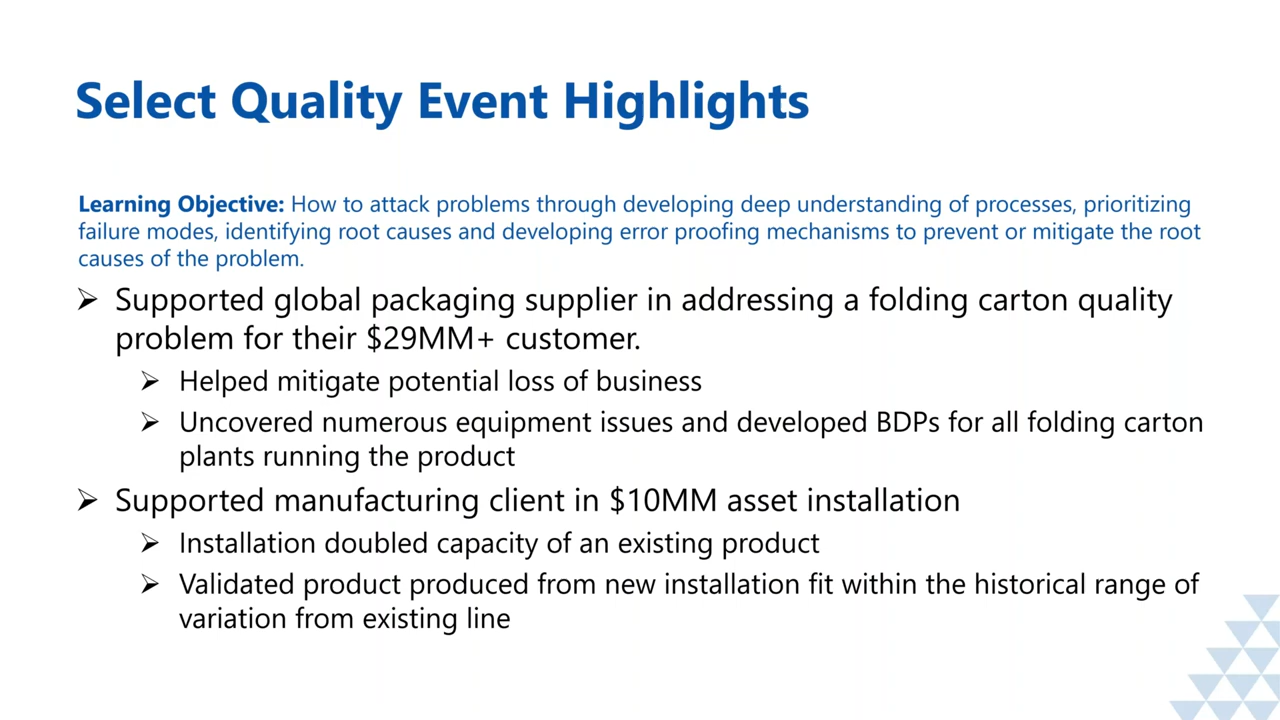 Select Quality Event Highlights
Learning Objective: How to attack problems through developing deep understanding of processes, prioritizing
failure modes, identifying root causes and developing error proofing mechanisms to prevent or mitigate the root
causes of the problem.
➢ Supported global packaging supplier in addressing a folding carton quality
problem for their $29MM+ customer.
➢ Helped mitigate potential loss of business
➢ Uncovered numerous equipment issues and developed BDPs for all folding carton
plants running the product
➢ Supported manufacturing client in $10MM asset installation
➢ Installation doubled capacity of an existing product
➢ Validated product produced from new installation fit within the historical range of
variation from existing line